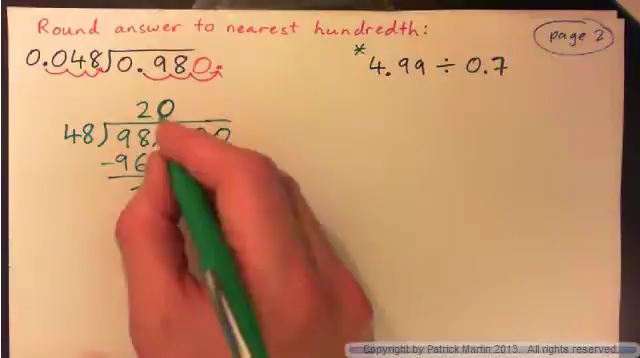 Round answer to nearest hundredth:
page 2
0.048 0.980.
* 4.99 ÷ 0.7
20
48 98
-96
Copyright by Patrick Martin 2013. All rights reserved.